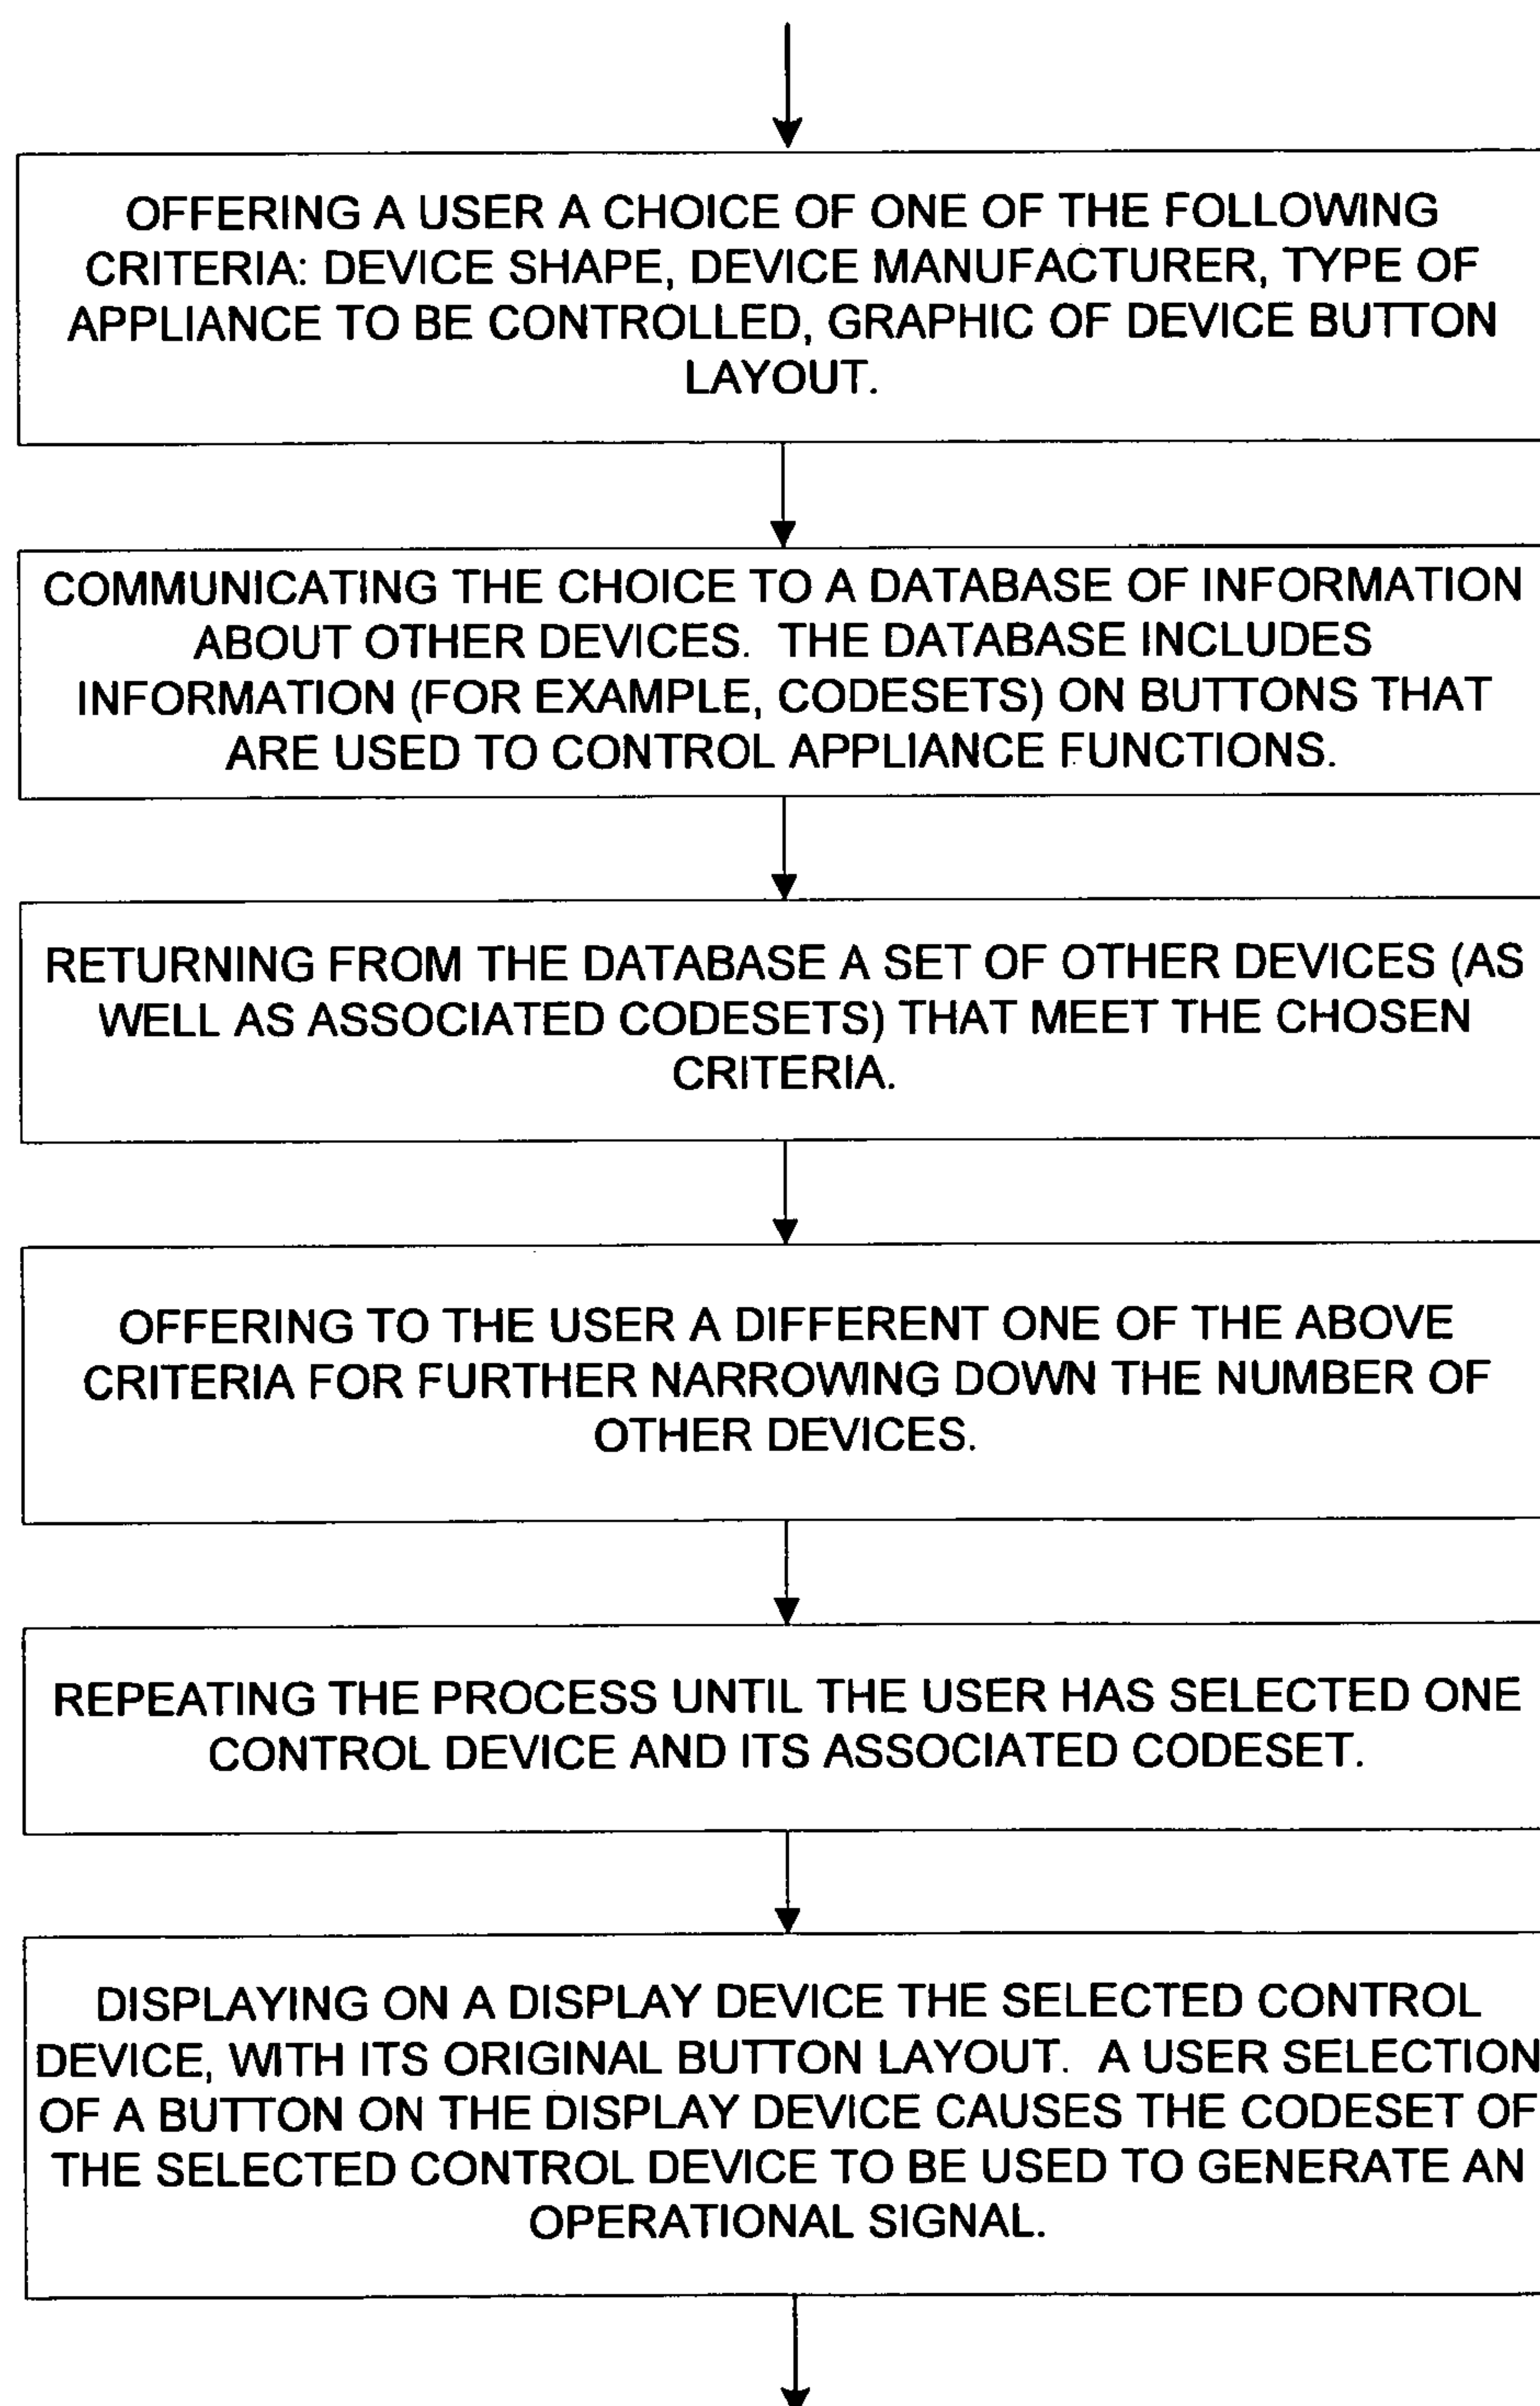 OFFERING A USER A CHOICE OF ONE OF THE FOLLOWING
CRITERIA: DEVICE SHAPE, DEVICE MANUFACTURER, TYPE OF
APPLIANCE TO BE CONTROLLED, GRAPHIC OF DEVICE BUTTON
LAYOUT.
COMMUNICATING THE CHOICE TO A DATABASE OF INFORMATION
ABOUT OTHER DEVICES. THE DATABASE INCLUDES
INFORMATION (FOR EXAMPLE, CODESETS) ON BUTTONS THAT
ARE USED TO CONTROL APPLIANCE FUNCTIONS.
RETURNING FROM THE DATABASE A SET OF OTHER DEVICES (AS
WELL AS ASSOCIATED CODESETS) THAT MEET THE CHOSEN
CRITERIA.
OFFERING TO THE USER A DIFFERENT ONE OF THE ABOVE
CRITERIA FOR FURTHER NARROWING DOWN THE NUMBER OF
OTHER DEVICES.
REPEATING THE PROCESS UNTIL THE USER HAS SELECTED ONE
CONTROL DEVICE AND ITS ASSOCIATED CODESET.
DISPLAYING ON A DISPLAY DEVICE THE SELECTED CONTROL
DEVICE, WITH ITS ORIGINAL BUTTON LAYOUT. A USER SELECTION
OF A BUTTON ON THE DISPLAY DEVICE CAUSES THE CODESET OF
THE SELECTED CONTROL DEVICE TO BE USED TO GENERATE AN
OPERATIONAL SIGNAL.